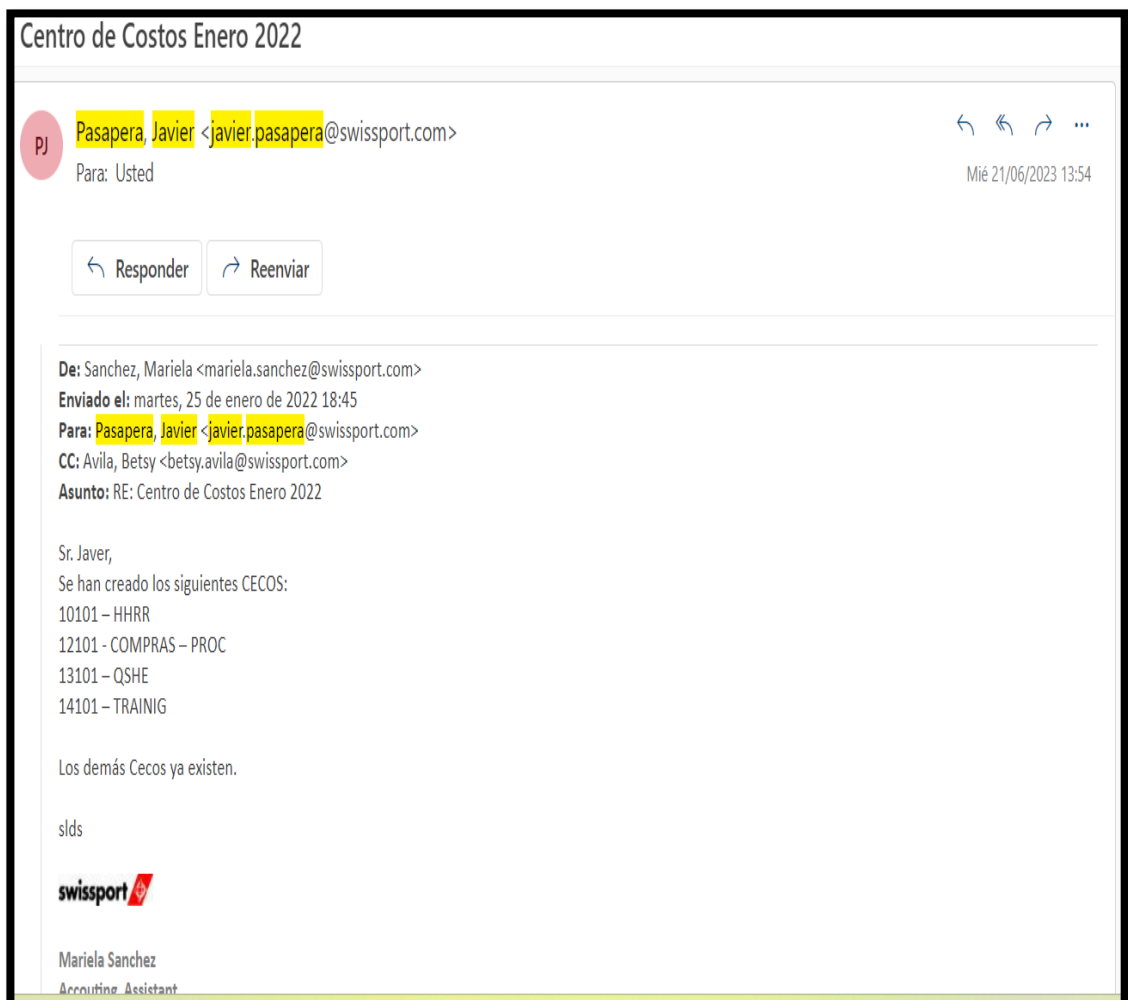 Centro de Costos Enero 2022
PJ
Pasapera, Javier <javier.pasapera@swissport.com>
Para: Usted
Mié 21/06/2023 13:54
Responder
Reenviar
De: Sanchez, Mariela <mariela.sanchez@swissport.com>
Enviado el: martes, 25 de enero de 2022 18:45
Para: Pasapera, Javier <javier.pasapera@swissport.com>
CC: Avila, Betsy <betsy.avila@swissport.com>
Asunto: RE: Centro de Costos Enero 2022
Sr. Javer,
Se han creado los siguientes CECOS:
10101 – HHRR
12101 - COMPRAS – PROC
13101 – QSHE
14101 – TRAINIG
Los demás Cecos ya existen.
slds
swissport
Mariela Sanchez
Accouting Assistant